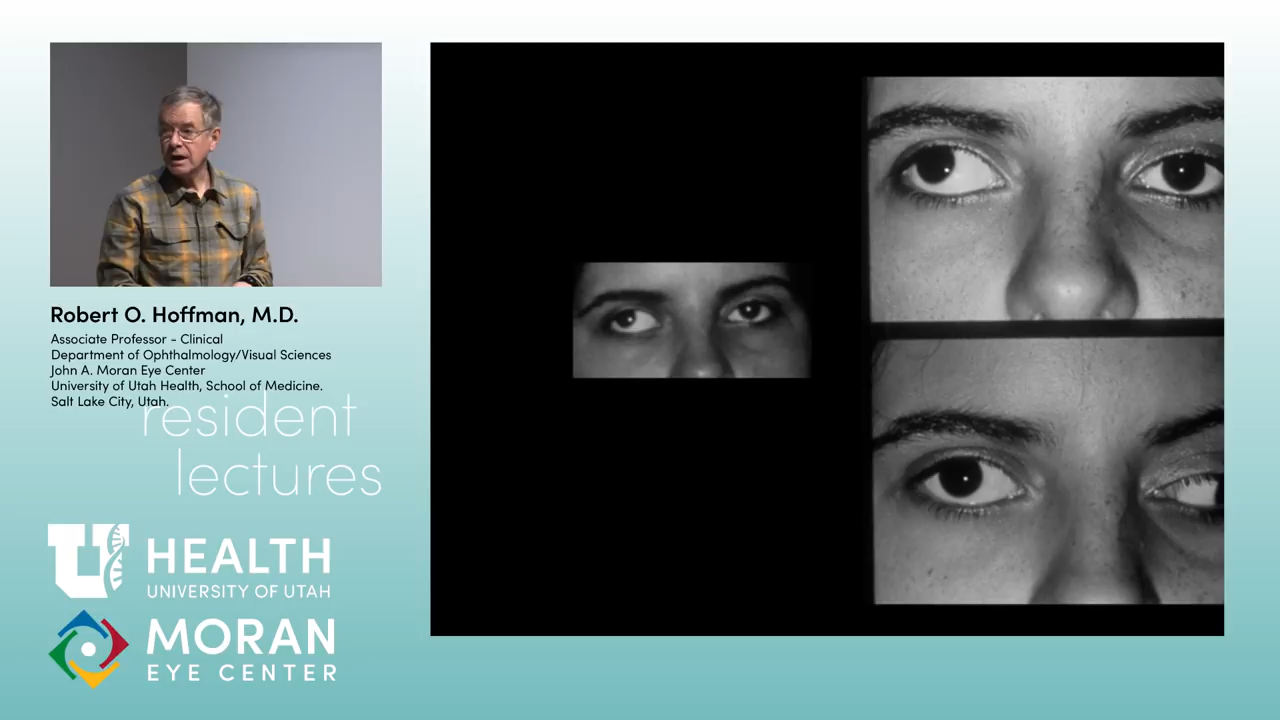 Robert O. Hoffman, M.D.
Associate Professor - Clinical
Department of Ophthalmology/Visual Sciences
John A. Moran Eye Center
University of Utah Health, School of Medicine.
Salt Lake City, Utah.
resident
lectures
U HEALTH
UNIVERSITY OF UTAH
MORAN
EYE CENTER